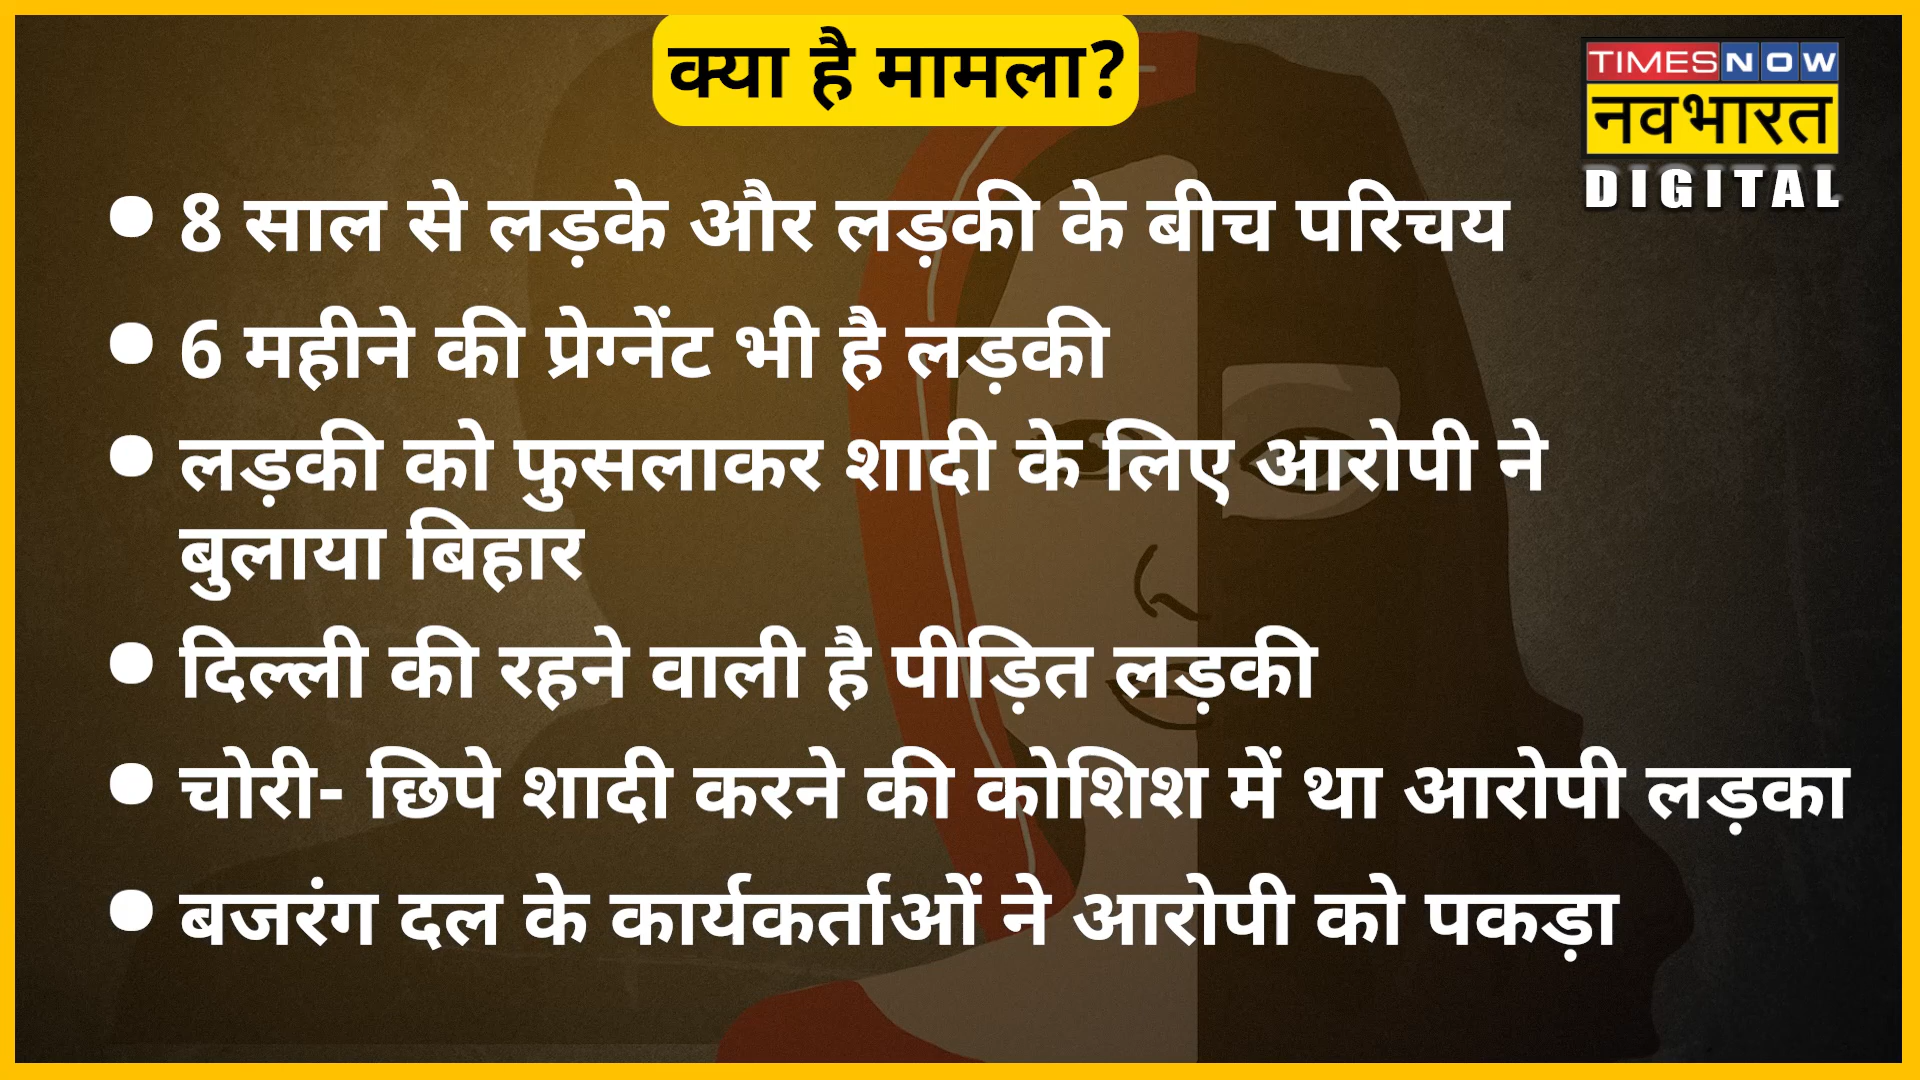 क्या है मामला?
TIMES NOW
नवभारत
DIGITAL
• 8 साल से लड़के और लड़की के बीच परिचय
• 6 महीने की प्रेग्नेंट भी है लड़की
• लड़की को फुसलाकर शादी के लिए आरोपी ने
बुलाया बिहार
• दिल्ली की रहने वाली है पीड़ित लड़की
• चोरी- छिपे शादी करने की कोशिश में था आरोपी लड़का
• बजरंग दल के कार्यकर्ताओं ने आरोपी को पकड़ा